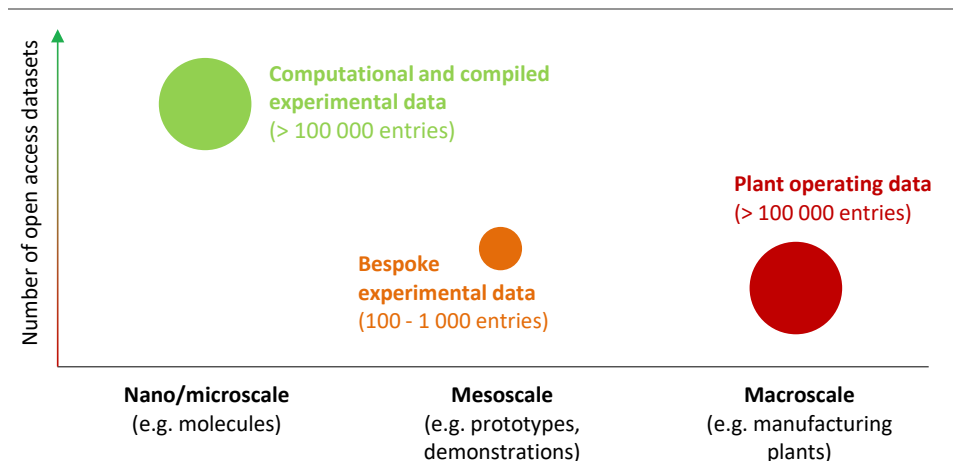 Number of open access datasets
Computational and compiled
experimental data
(> 100 000 entries)
Plant operating data
(> 100 000 entries)
Bespoke
experimental data
(100 - 1 000 entries)
Nano/microscale
(e.g. molecules)
Mesoscale
(e.g. prototypes,
demonstrations)
Macroscale
(e.g. manufacturing
plants)